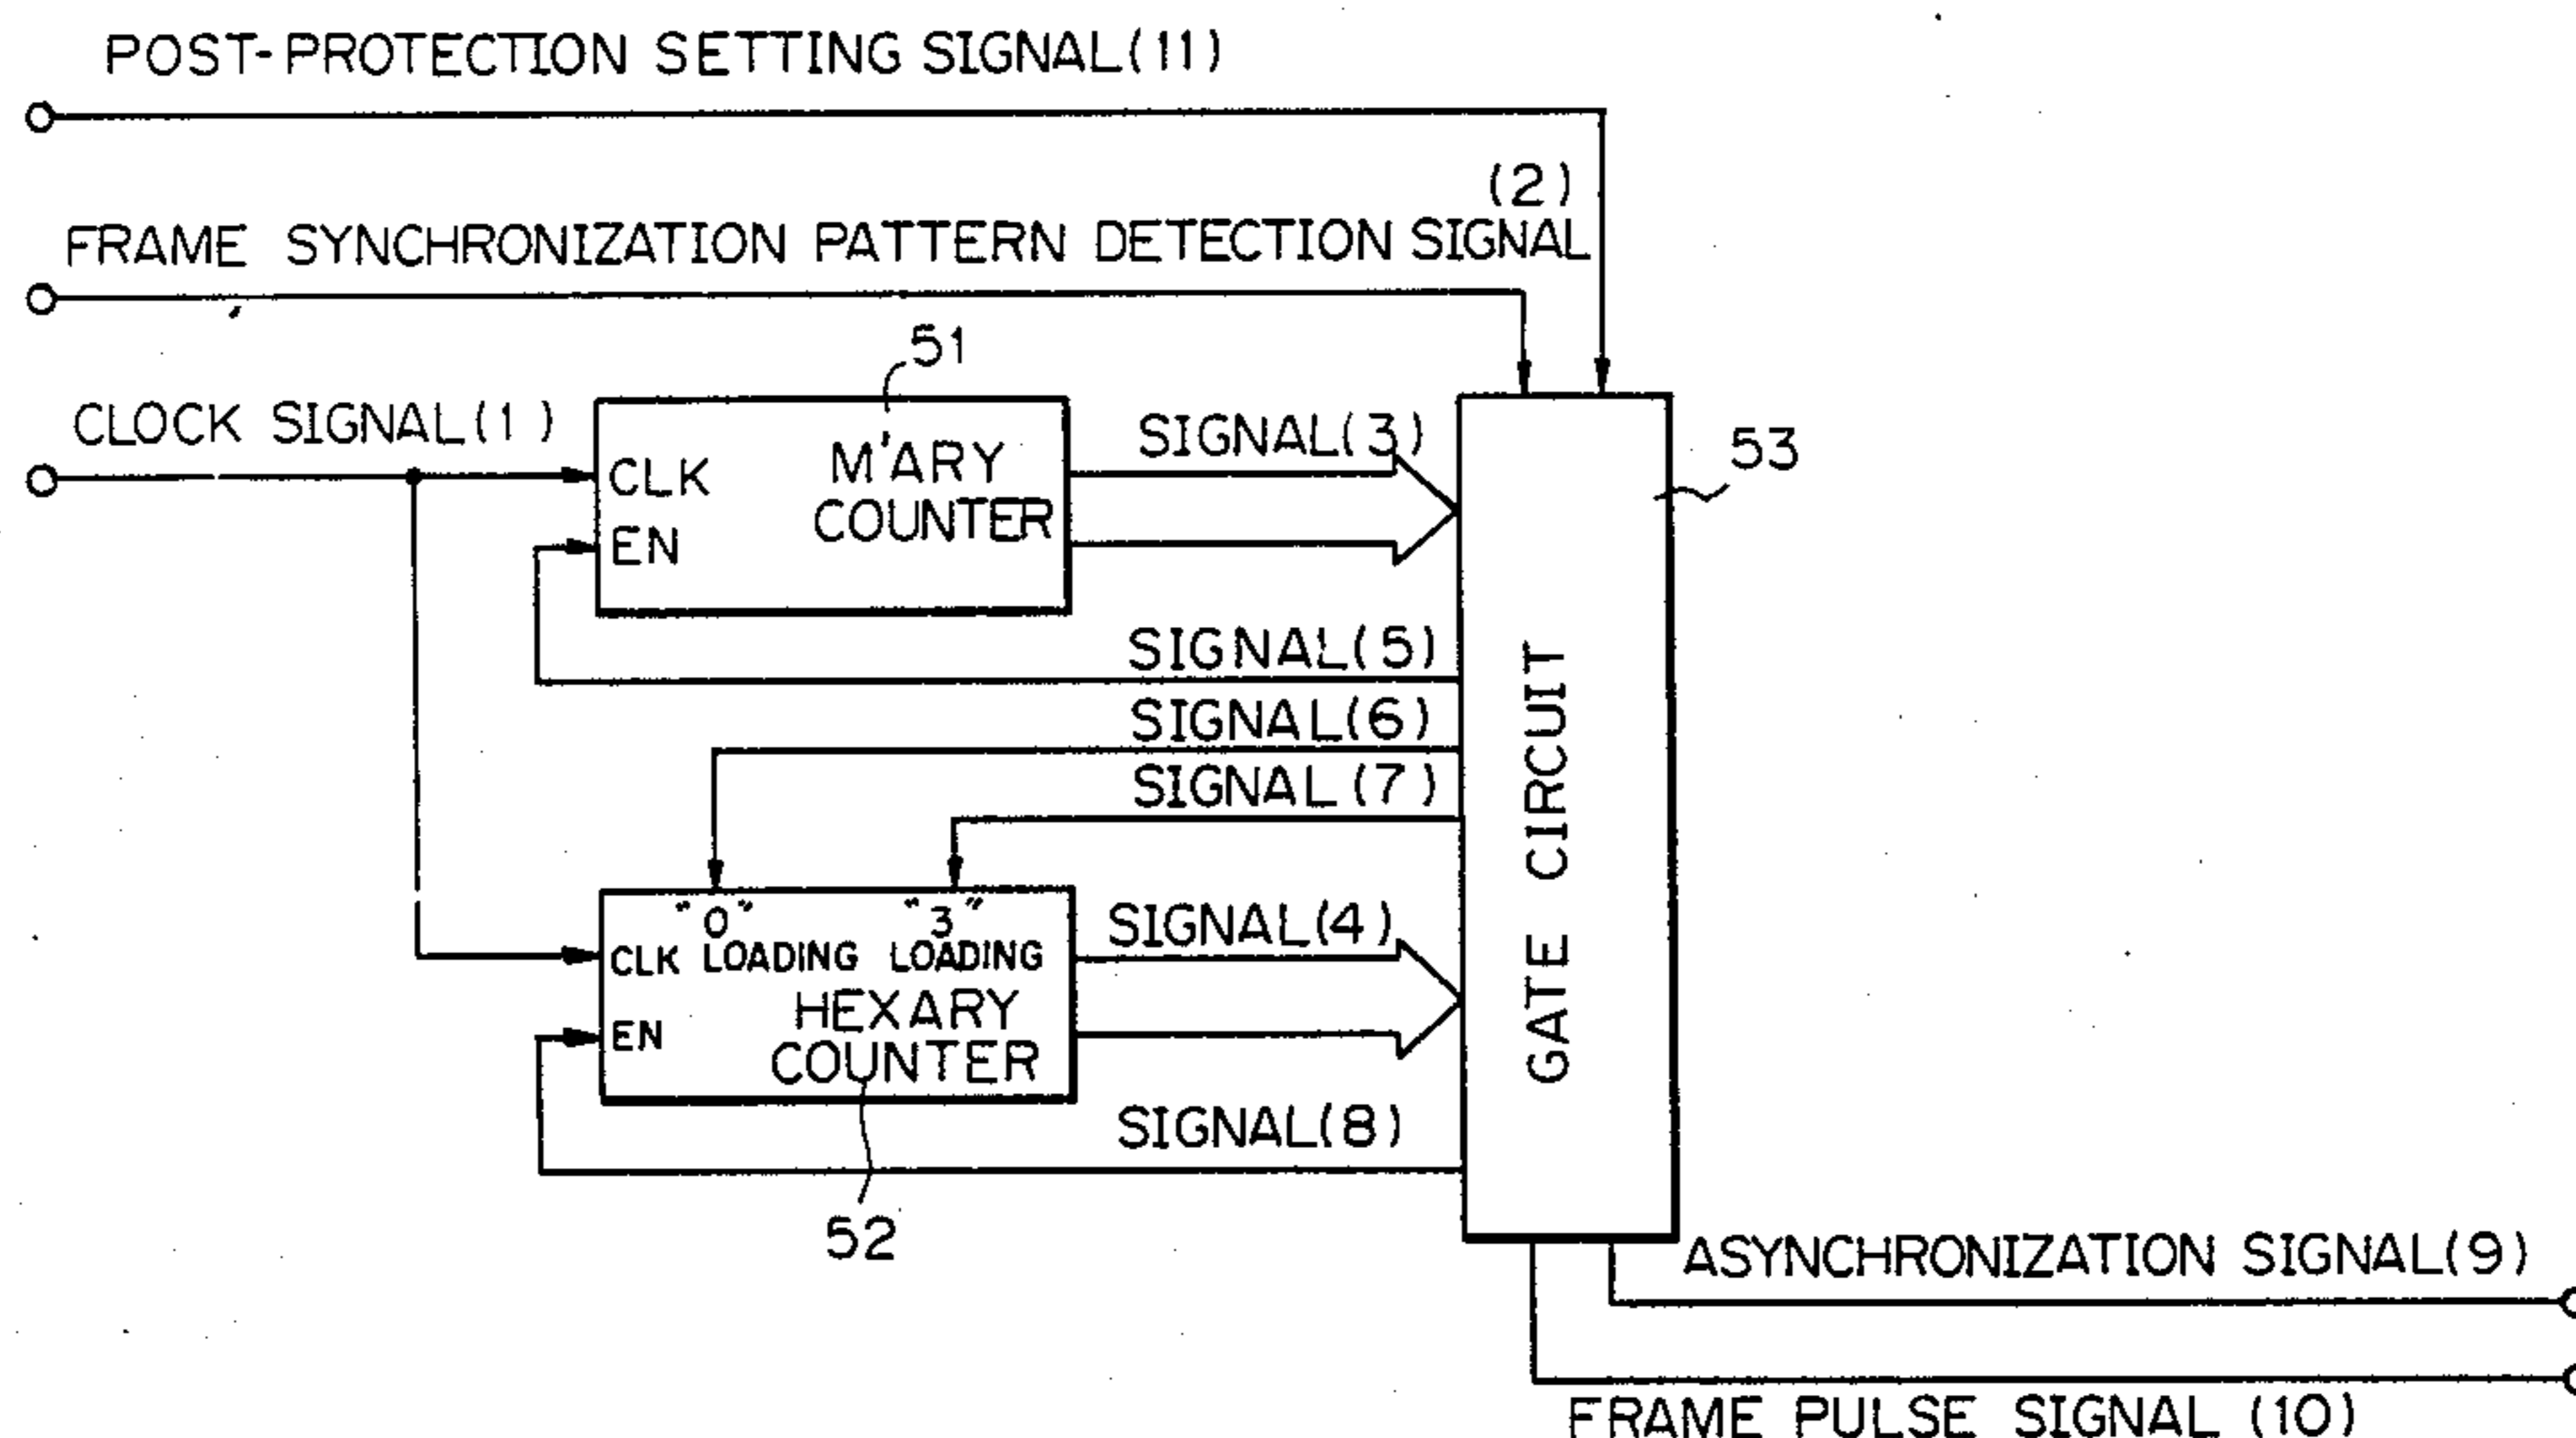 POST-PROTECTION SETTING SIGNAL(11)
(2)
FRAME SYNCHRONIZATION PATTERN DETECTION SIGNAL
51
CLOCK SIGNAL(1)
SIGNAL(3)
53
CLK
M'ARY
COUNTER
EN
SIGNAL(5)
SIGNAL(6)
SIGNAL(7)
GATE CIRCUIT
"0"
"3"
SIGNAL(4)
CLK LOADING LOADING
HEXARY
EN
COUNTER
SIGNAL(8)
52
ASYNCHRONIZATION SIGNAL(9)
FRAME PULSE SIGNAL (10)